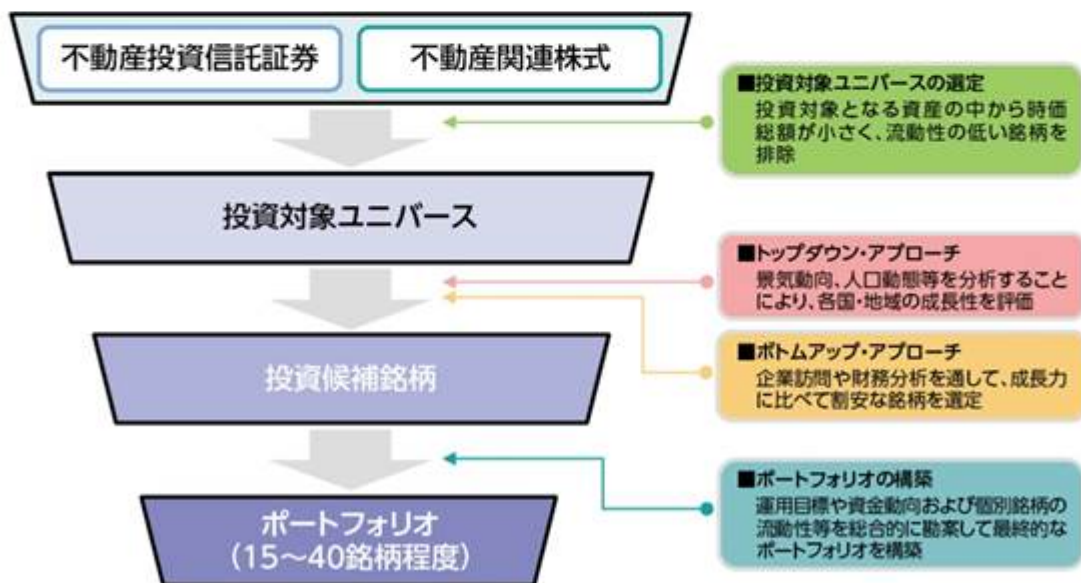 不動産投資信託証券
不動産関連株式
■投資対象ユニバースの選定
投資対象となる資産の中から時価
総額が小さく、流動性の低い銘柄を
排除
投資対象ユニバース
■トップダウン・アプローチ
景気動向、人口動態等を分析すること
により、各国・地域の成長性を評価
■ボトムアップ・アプローチ
企業訪問や財務分析を通して、成長力
に比べて割安な銘柄を選定
投資候補銘柄
■ポートフォリオの構築
運用目標や資金動向および個別銘柄の
流動性等を総合的に勘案して最終的な
ポートフォリオを構築
ポートフォリオ
(15～40銘柄程度)